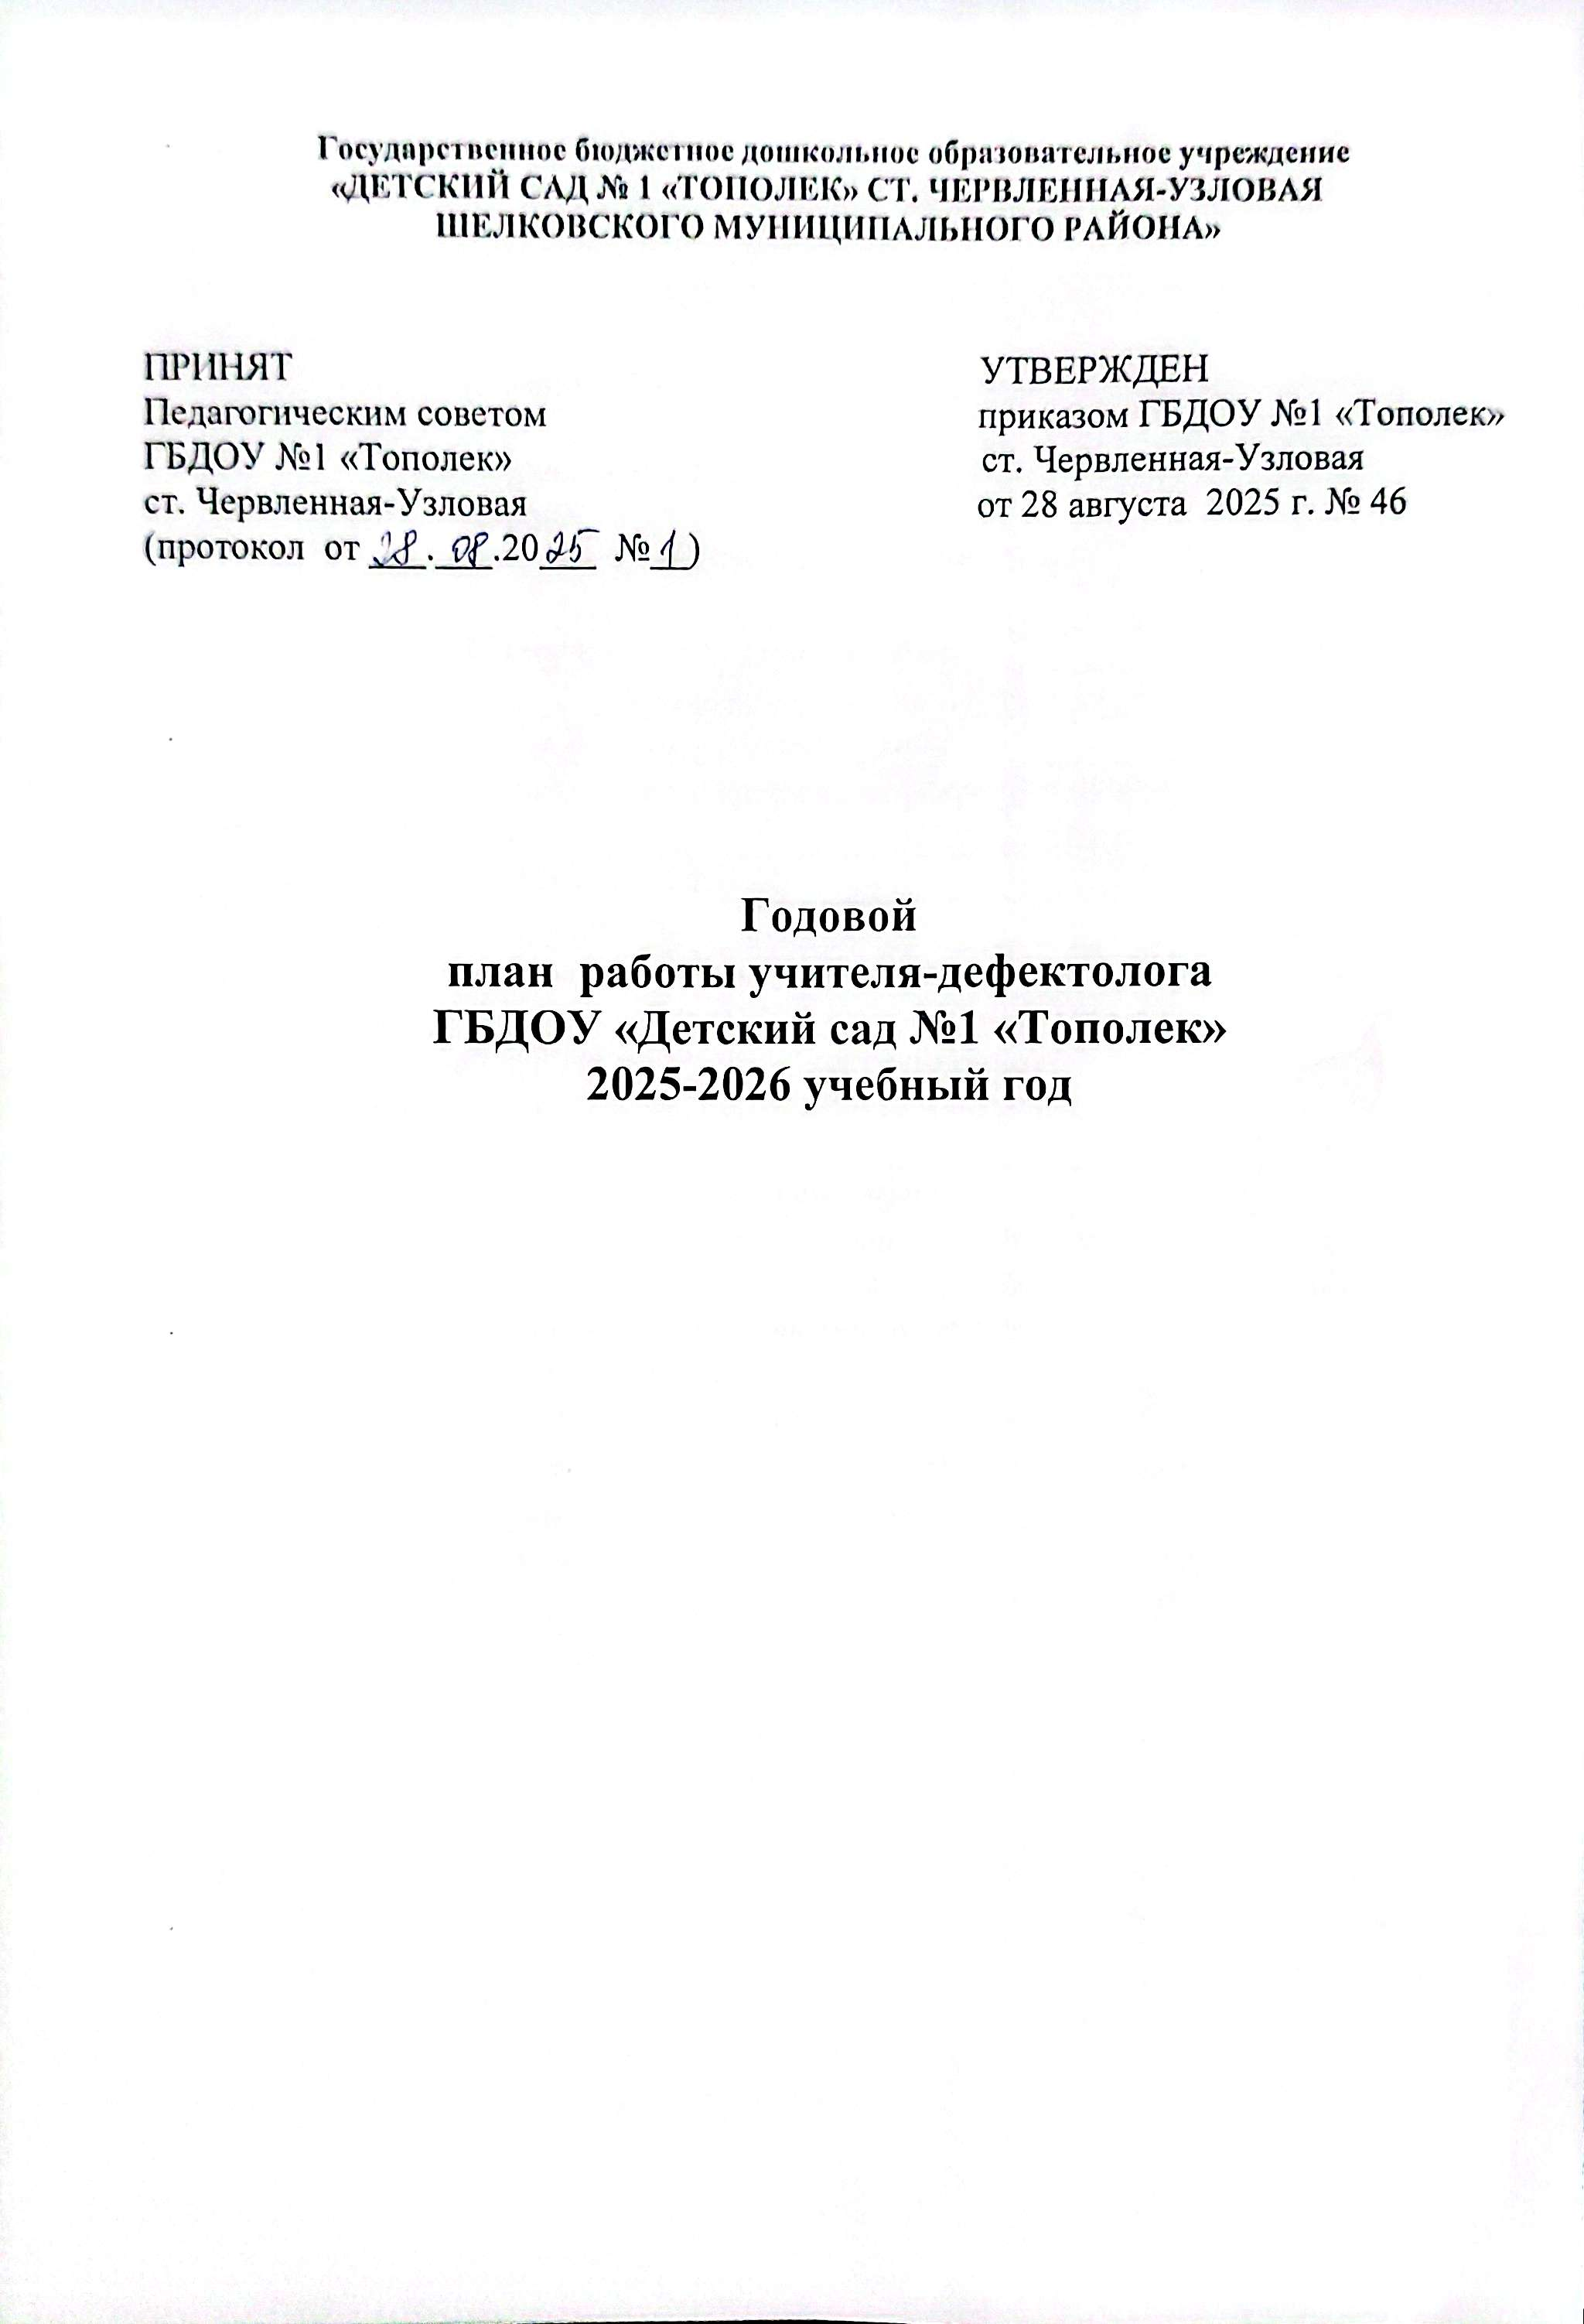 Государственное бюджетное дошкольное образовательное учреждение
«ДЕТСКИЙ САД № 1 «ТОПОЛЕК» СТ. ЧЕРВЛЕННАЯ-УЗЛОВАЯ
ШЕЛКОВСКОГО МУНИЦИПАЛЬНОГО РАЙОНА»
ПРИНЯТ
Педагогическим советом
ГБДОУ №1 «Тополек»
ст. Червленная-Узловая
(протокол от 28.08.2025 №1)
УТВЕРЖДЕН
приказом ГБДОУ №1 «Тополек»
ст. Червленная-Узловая
от 28 августа 2025 г. № 46
Годовой
план работы учителя-дефектолога
ГБДОУ «Детский сад №1 «Тополек»
2025-2026 учебный год